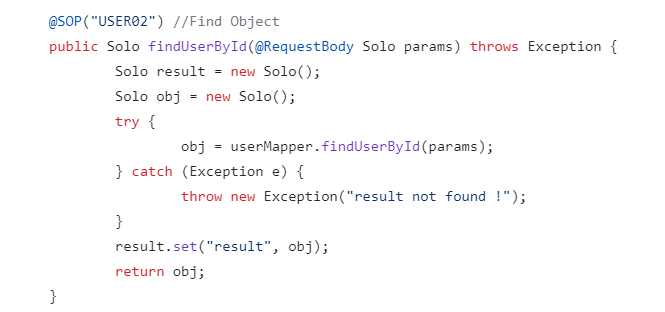 @SOP("USER02") //Find Object
public Solo findUserById(@RequestBody Solo params) throws Exception {
        Solo result = new Solo();
        Solo obj = new Solo();
        try {
                obj = userMapper.findUserById(params);
        } catch (Exception e) {
                throw new Exception("result not found !");
        }
        result.set("result", obj);
        return obj;
}